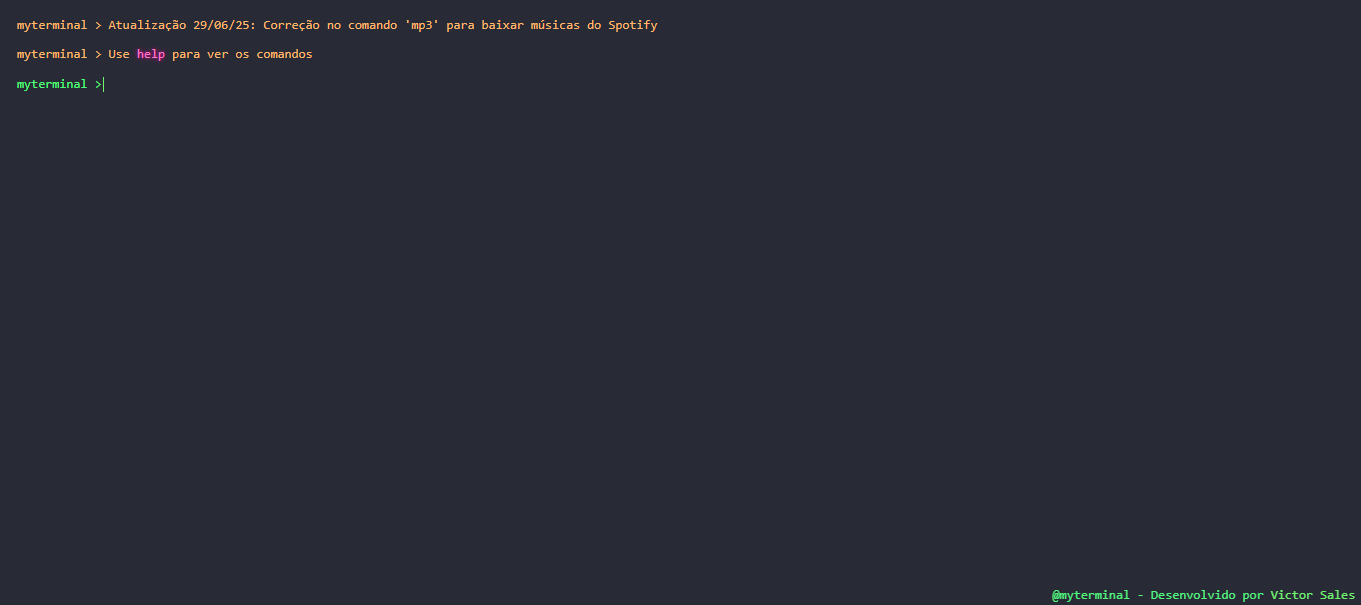 myterminal > Atualização 29/06/25: Correção no comando 'mp3' para baixar músicas do Spotify
myterminal > Use help para ver os comandos
myterminal >
@myterminal - Desenvolvido por Victor Sales